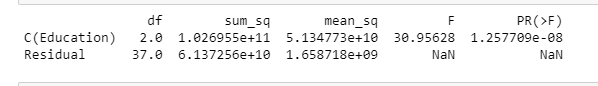 df sum_sq mean_sq F PR(>F)
C(Education) 2.0 1.026955e+11 5.134773e+10 30.95628 1.257709e-08
Residual 37.0 6.137256e+10 1.658718e+09 NaN NaN